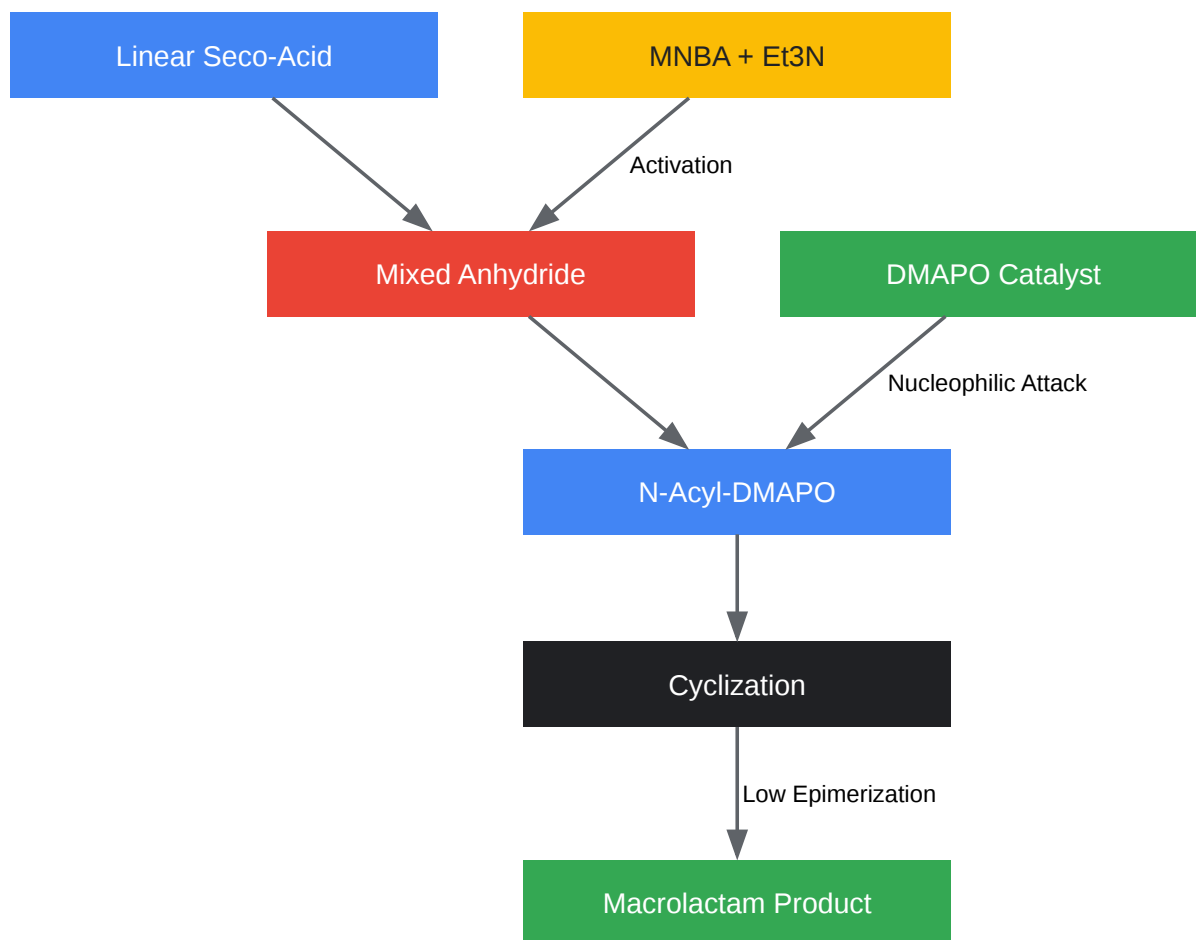 Linear Seco-Acid
MNBA + Et3N
Activation
Mixed Anhydride
DMAPO Catalyst
Nucleophilic Attack
N-Acyl-DMAPO
Cyclization
Low Epimerization
Macrolactam Product